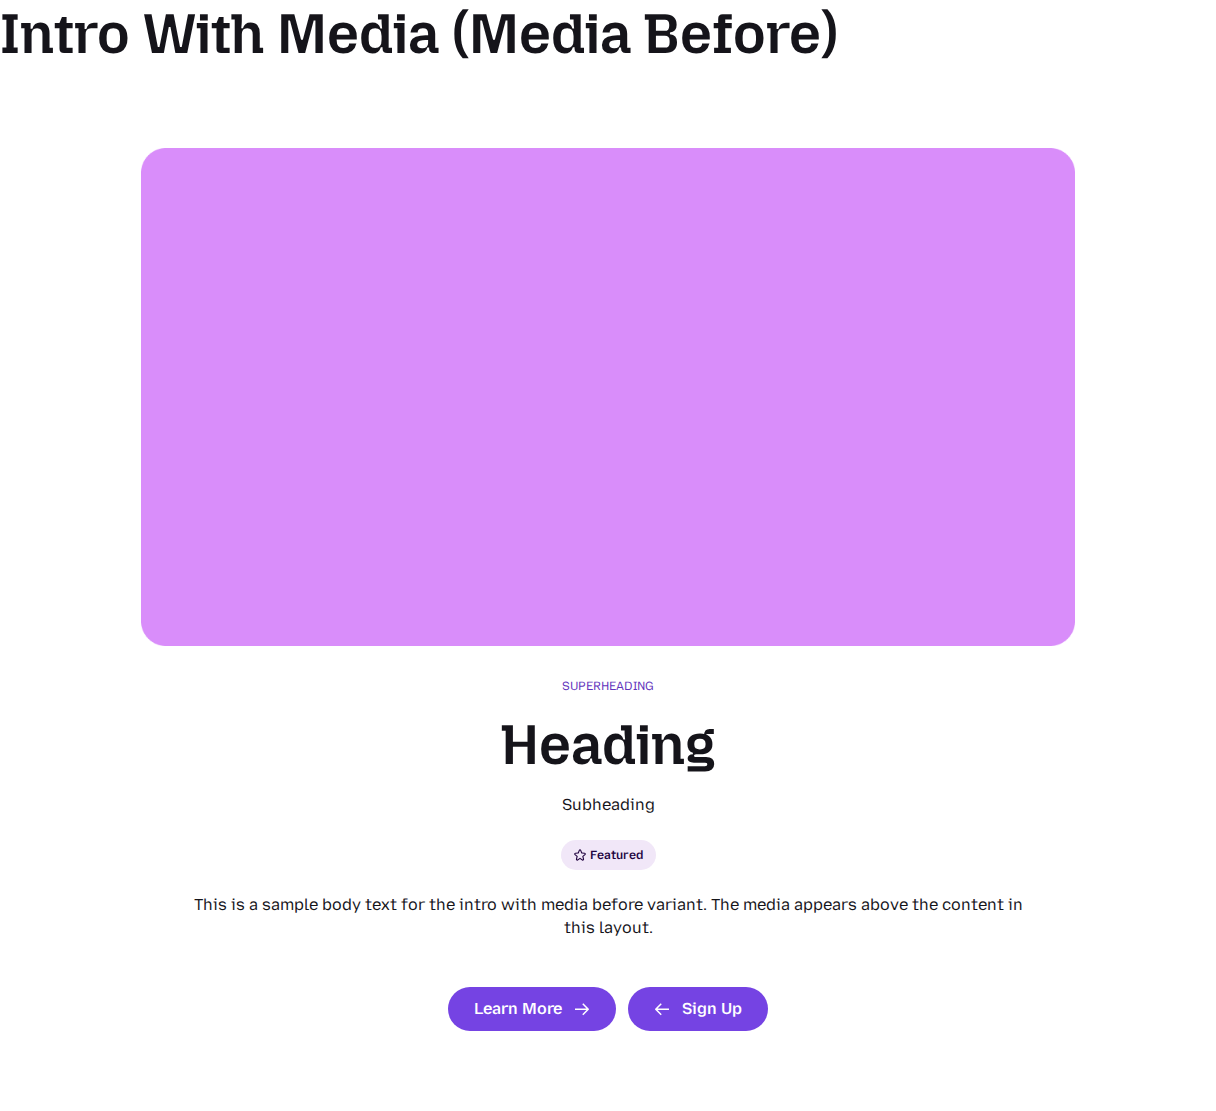 Intro With Media (Media Before)
SUPERHEADING
Heading
Subheading
Featured
This is a sample body text for the intro with media before variant. The media appears above the content in
this layout.
Learn More
Sign Up